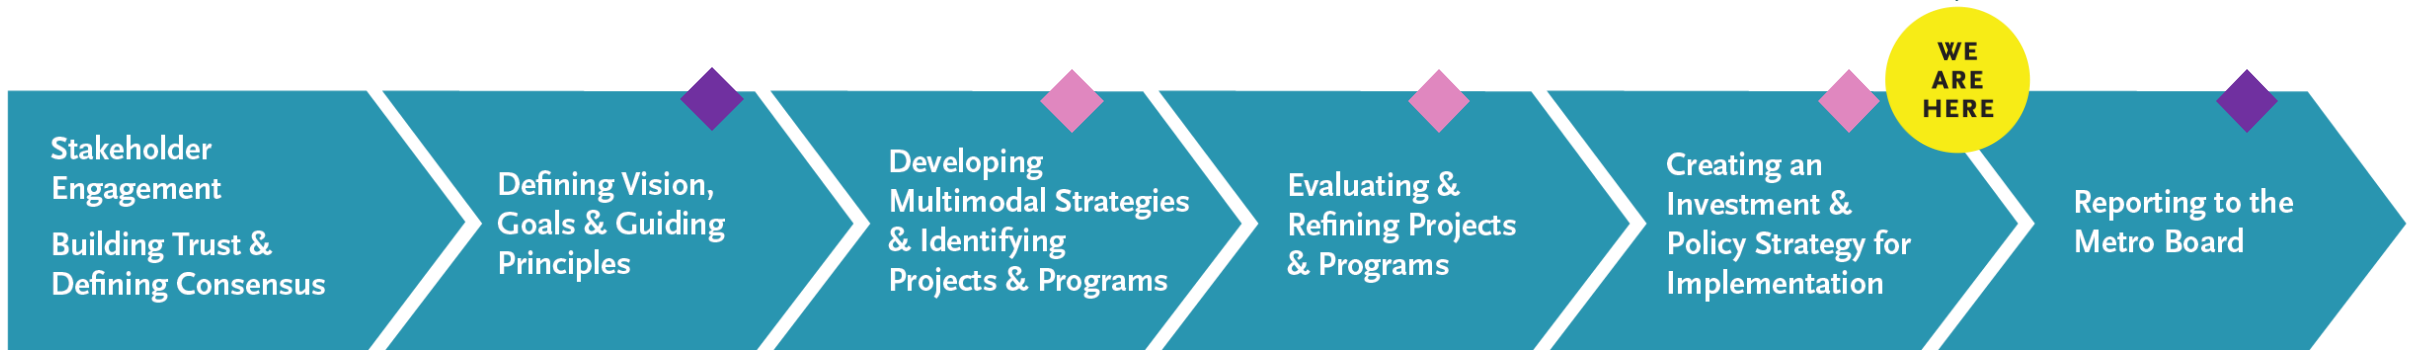 Stakeholder
Engagement
Building Trust &
Defining Consensus
Defining Vision,
Goals & Guiding
Principles
Developing
Multimodal Strategies
& Identifying
Projects & Programs
Evaluating &
Refining Projects
& Programs
Creating an
Investment &
Policy Strategy for
Implementation
WE
ARE
HERE
Reporting to the
Metro Board